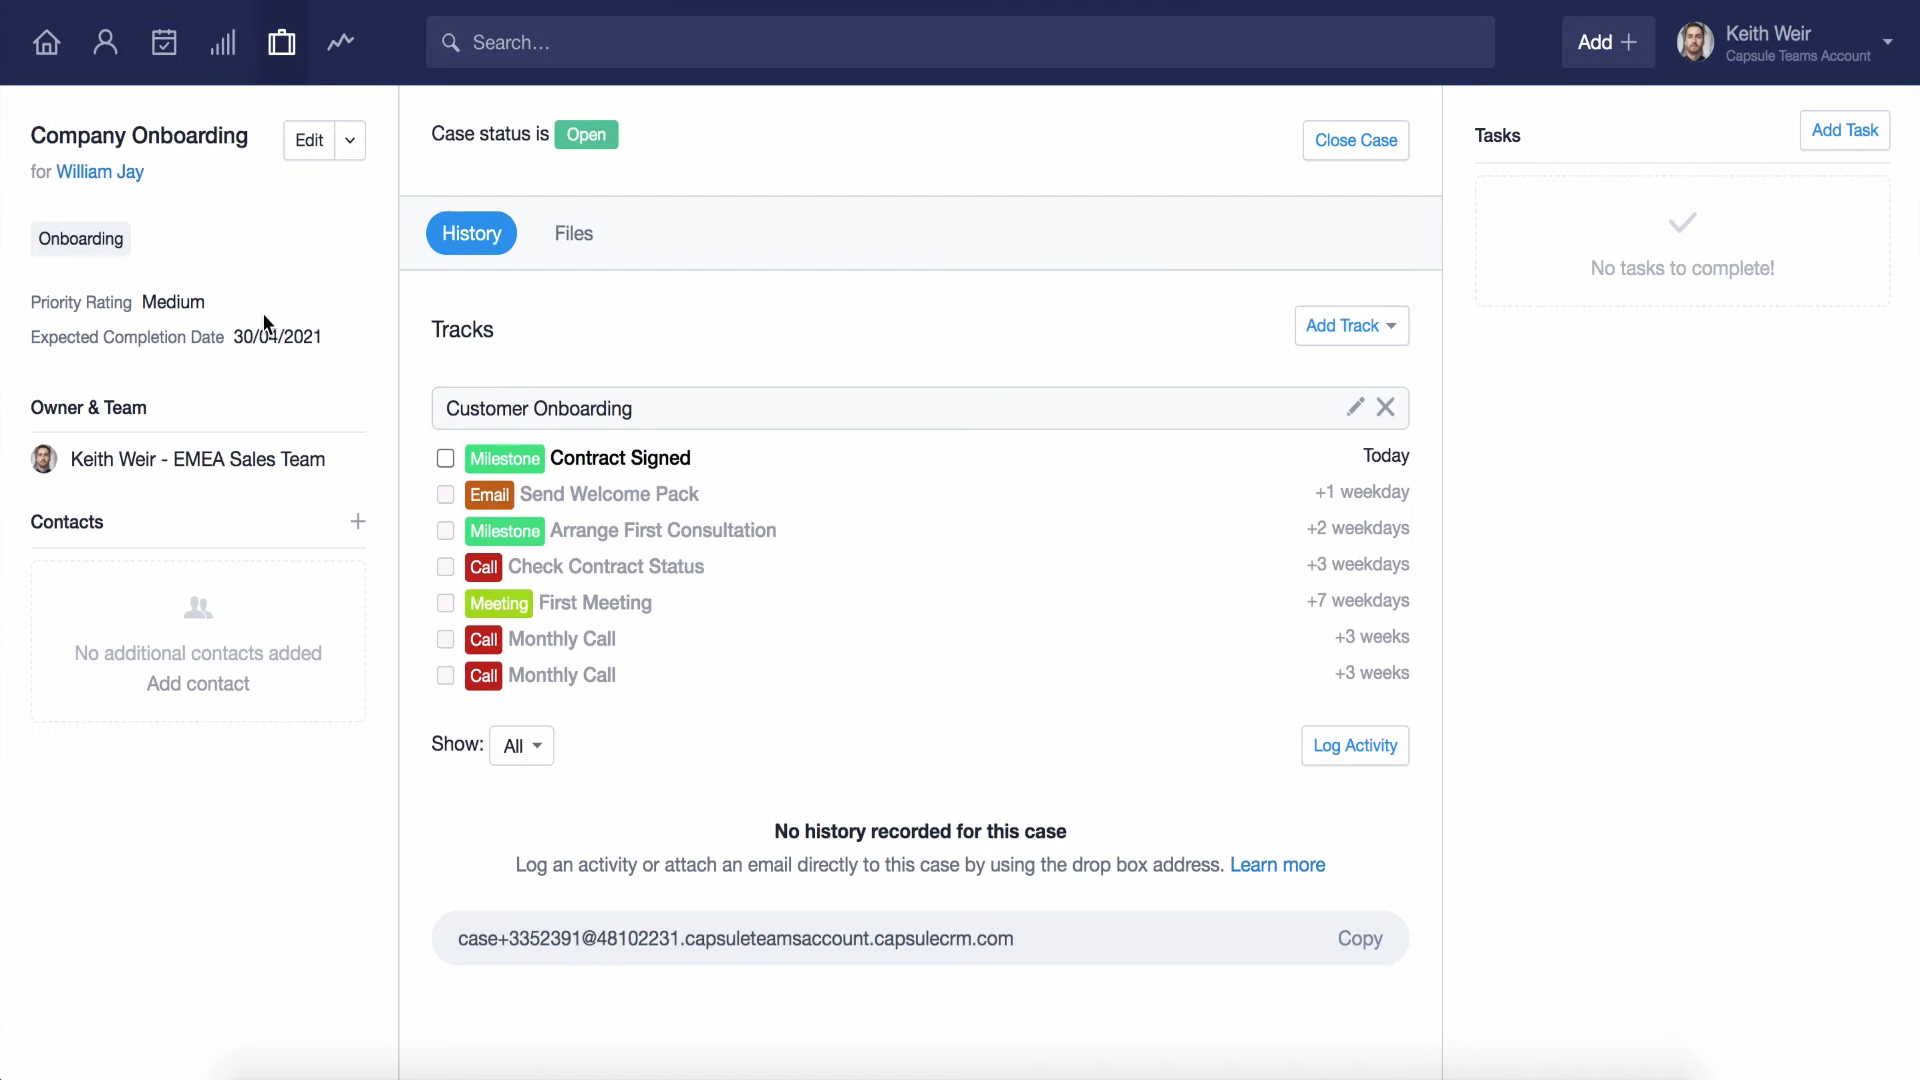 Search...
Add
Keith Weir
Capsule Teams Account
Company Onboarding
Edit
for William Jay
Onboarding
Priority Rating Medium
Expected Completion Date 30/04/2021
Owner & Team
Keith Weir - EMEA Sales Team
Contacts
No additional contacts added
Add contact
Case status is Open
Close Case
History
Files
Tracks
Add Track
Customer Onboarding
Milestone Contract Signed Today
Email Send Welcome Pack +1 weekday
Milestone Arrange First Consultation +2 weekdays
Call Check Contract Status +3 weekdays
Meeting First Meeting +7 weekdays
Call Monthly Call +3 weeks
Call Monthly Call +3 weeks
Show: All
Log Activity
No history recorded for this case
Log an activity or attach an email directly to this case by using the drop box address. Learn more
case+3352391@48102231.capsuleteamsaccount.capsulecrm.com
Copy
Tasks
Add Task
No tasks to complete!